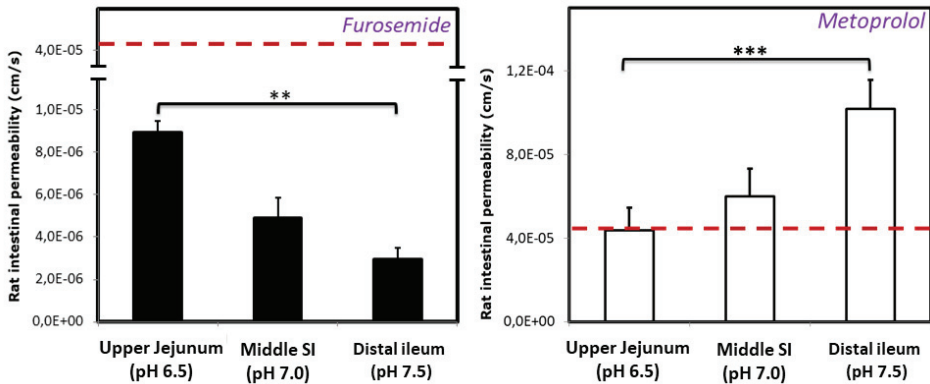 Furosemide
Rat intestinal permeability (cm/s)
4,0E-05
1,0E-05
8,0E-06
6,0E-06
4,0E-06
2,0E-06
0,0E+00
**
Upper Jejunum
(pH 6.5)
Middle SI
(pH 7.0)
Distal ileum
(pH 7.5)
Metoprolol
Rat intestinal permeability (cm/s)
1,2E-04
8,0E-05
4,0E-05
0,0E+00
***
Upper Jejunum
(pH 6.5)
Middle SI
(pH 7.0)
Distal ileum
(pH 7.5)